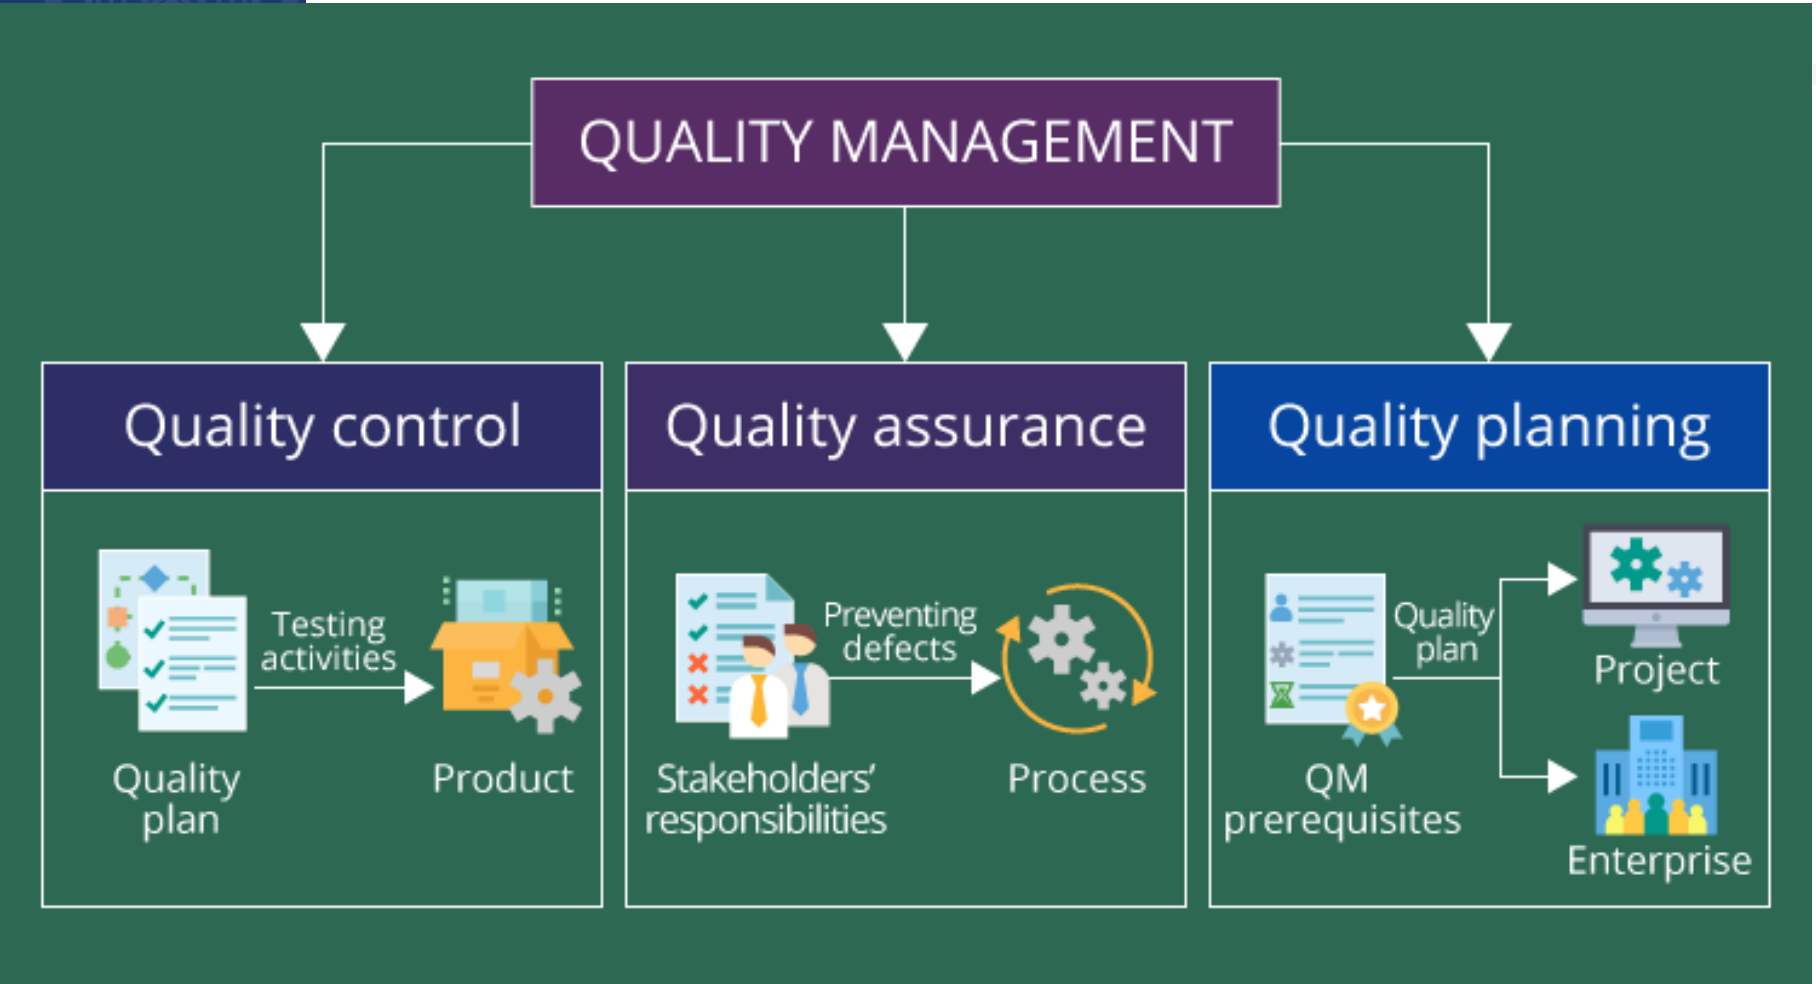 QUALITY MANAGEMENT
Quality control
Testing
activities
Quality
plan
Product
Quality assurance
Preventing
defects
Stakeholders'
responsibilities
Process
Quality planning
Quality
plan
Project
QM
prerequisites
Enterprise